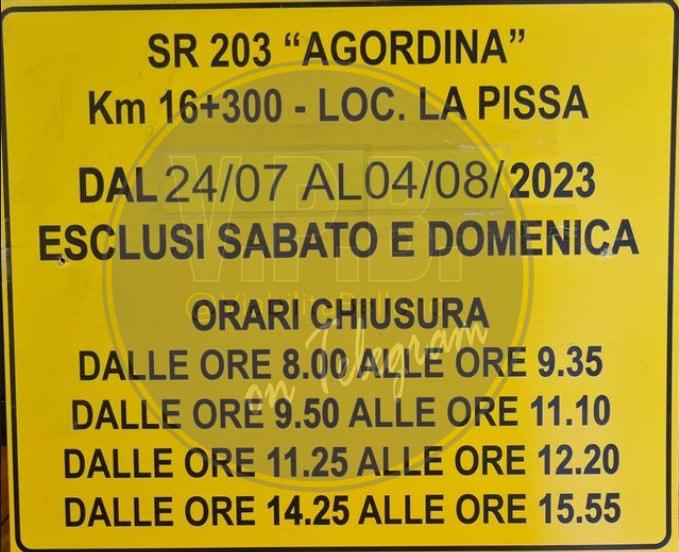 SR 203 "AGORDINA"
Km 16+300 - LOC. LA PISSA
DAL 24/07 AL 04/08/2023
ESCLUSI SABATO E DOMENICA
ORARI CHIUSURA
DALLE ORE 8.00 ALLE ORE 9.35
DALLE ORE 9.50 ALLE ORE 11.10
DALLE ORE 11.25 ALLE ORE 12.20
DALLE ORE 14.25 ALLE ORE 15.55
on Telegram